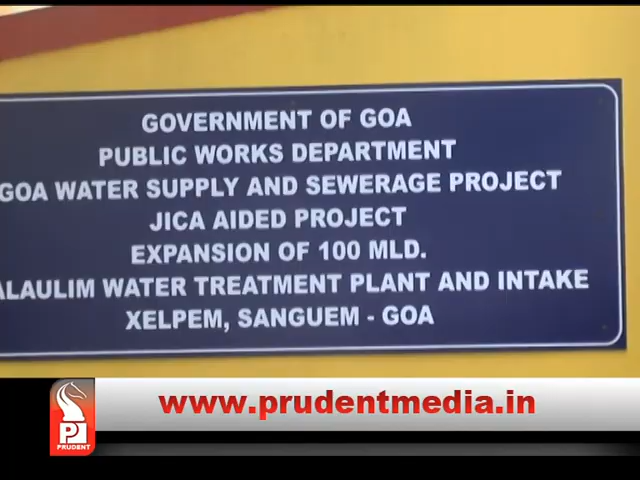 GOVERNMENT OF GOA
PUBLIC WORKS DEPARTMENT
GOA WATER SUPPLY AND SEWERAGE PROJECT
JICA AIDED PROJECT
EXPANSION OF 100 MLD.
ALAULIM WATER TREATMENT PLANT AND INTAKE
XELPEM, SANGUEM - GOA
www.prudentmedia.in
PRUDENT